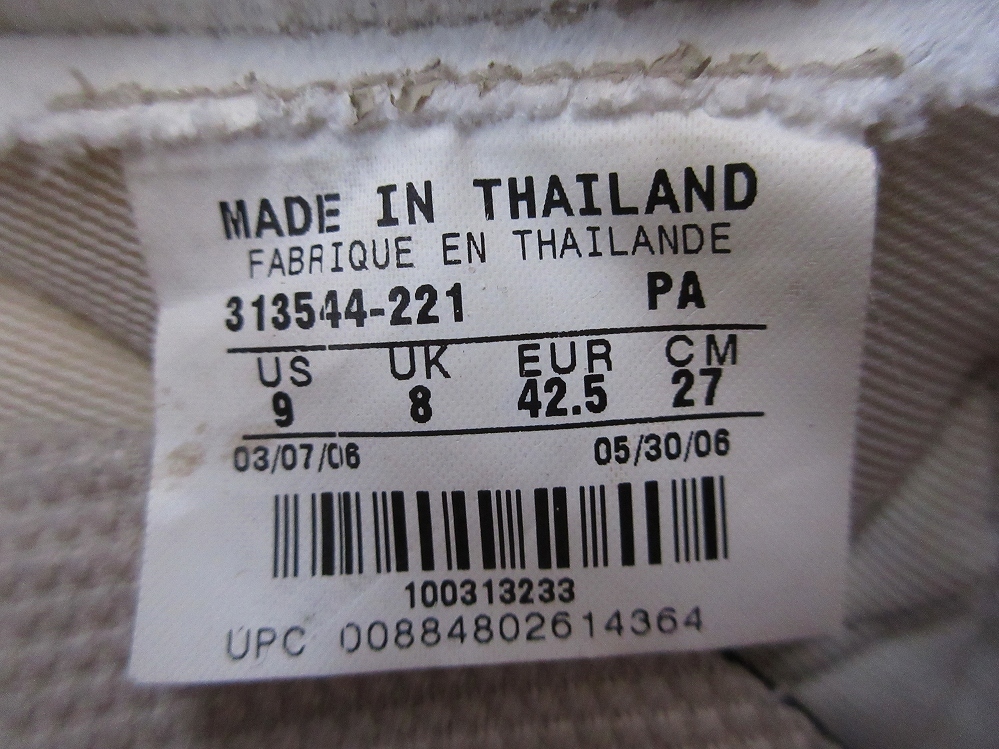 MADE IN THAILAND
FABRIQUE EN THAILANDE
313544-221 PA
US UK EUR CM
9 8 42.5 27
03/07/06 05/30/06
100313233
UPC 00884802614364